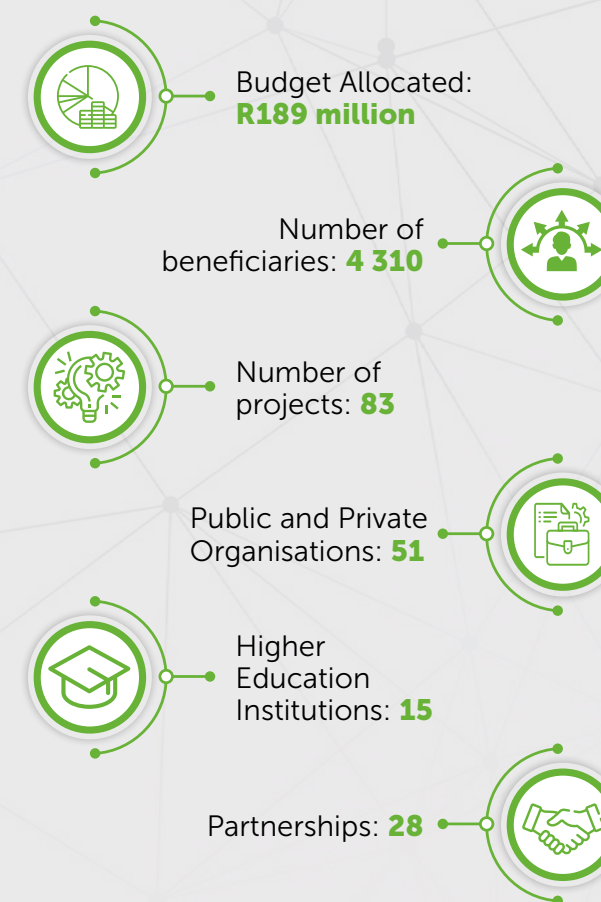 Budget Allocated:
R189 million
Number of
beneficiaries: 4 310
Number of
projects: 83
Public and Private
Organisations: 51
Higher
Education
Institutions: 15
Partnerships: 28